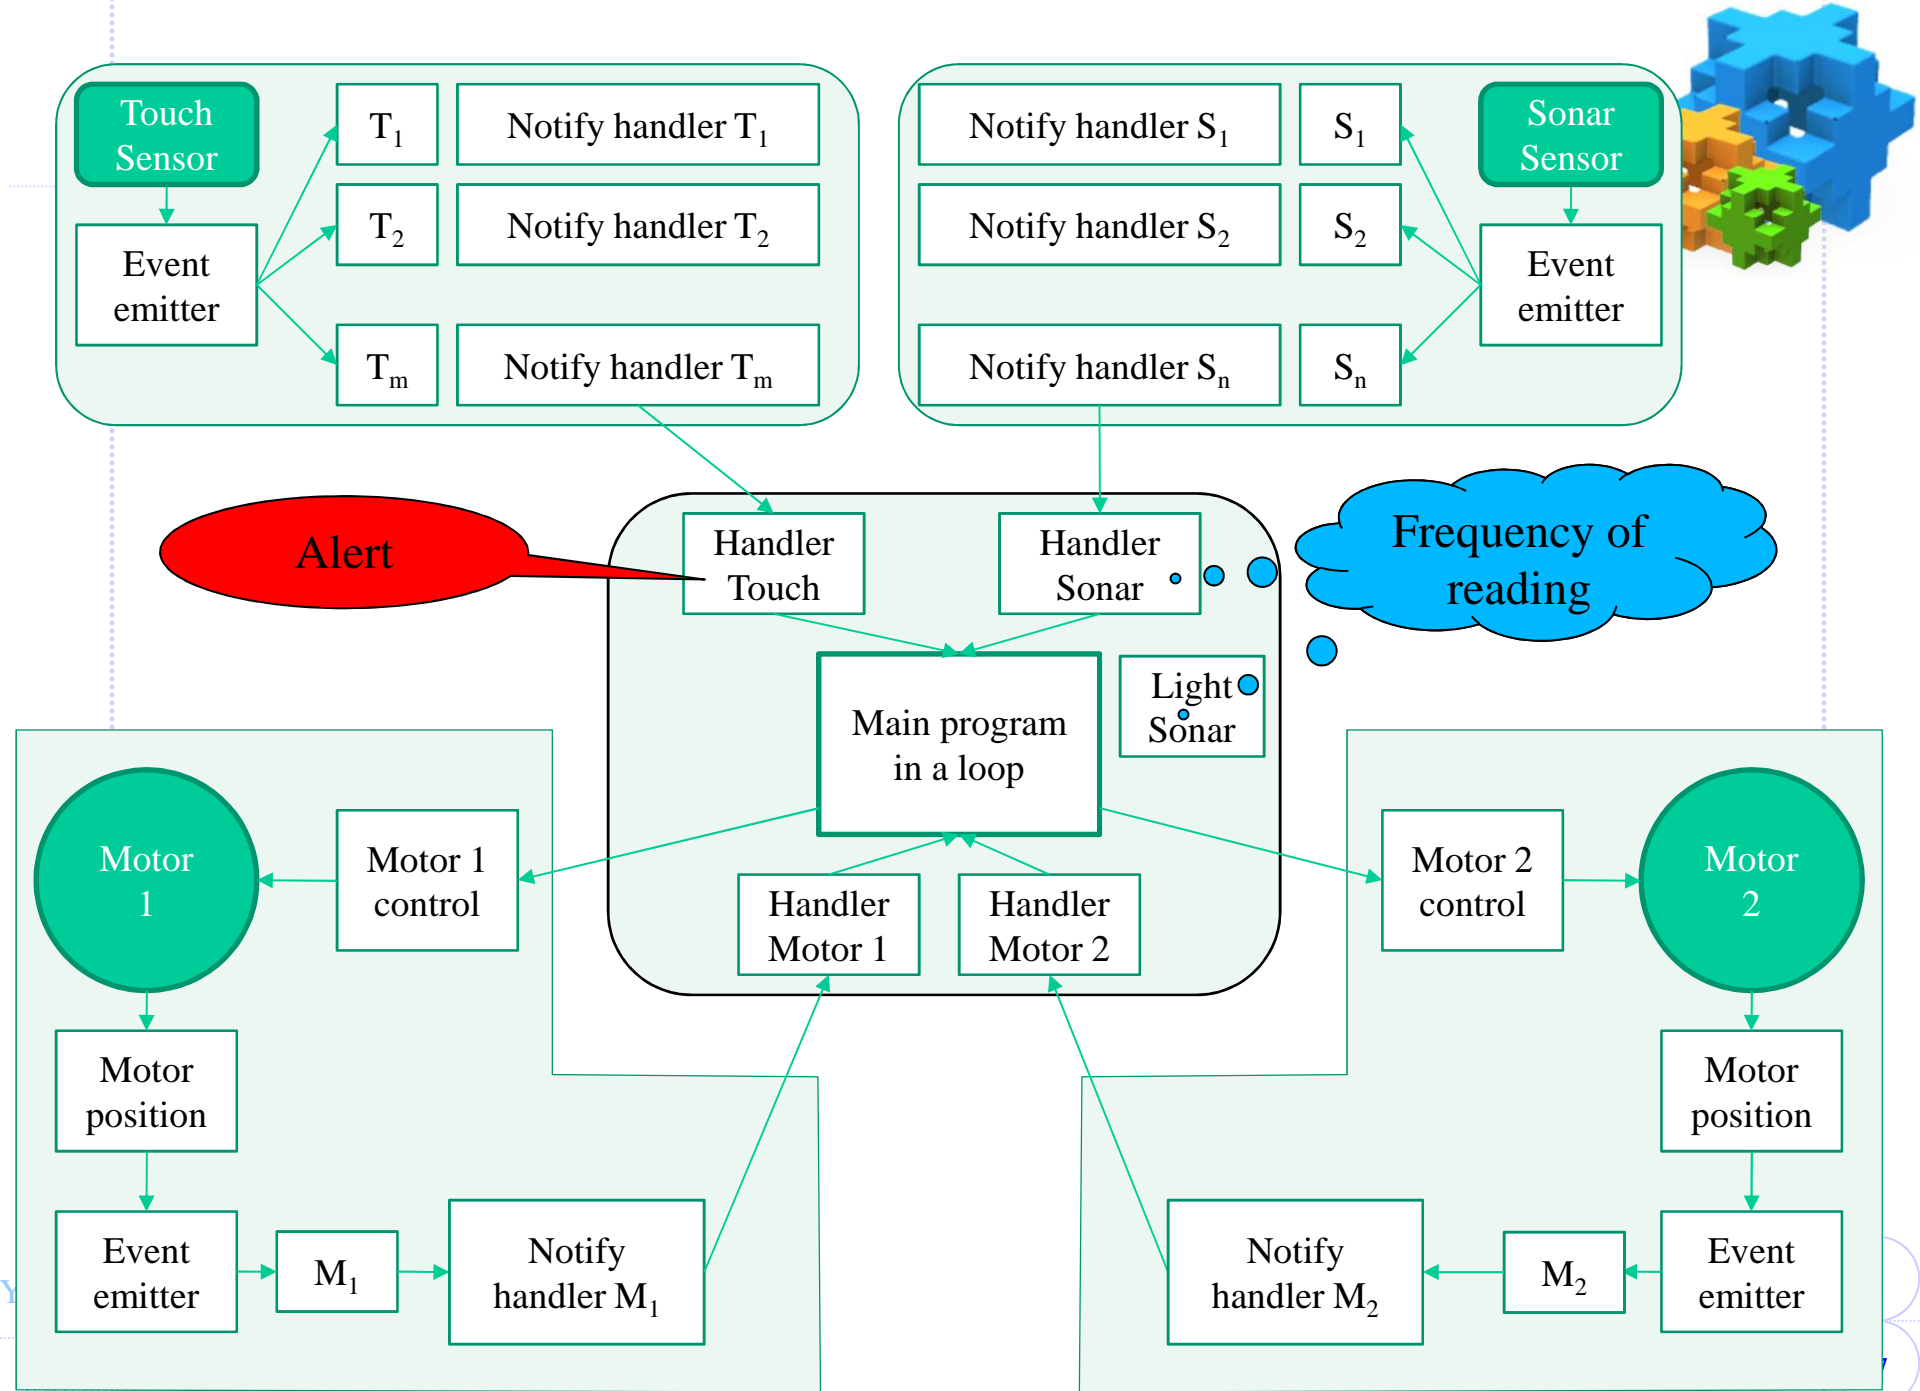 Touch
Sensor
T1
Notify handler T1
Notify handler S1
S1
Sonar
Sensor
T2
Notify handler T2
Notify handler S2
S2
Event
emitter
Event
emitter
Tm
Notify handler Tm
Notify handler Sn
Sn
Alert
Handler
Touch
Handler
Sonar
Frequency of
reading
Main program
in a loop
Light
Sonar
Motor
1
Motor 1
control
Handler
Motor 1
Handler
Motor 2
Motor 2
control
Motor
2
Motor
position
Motor
position
Event
emitter
M1
Notify
handler M1
Notify
handler M2
M2
Event
emitter
Y